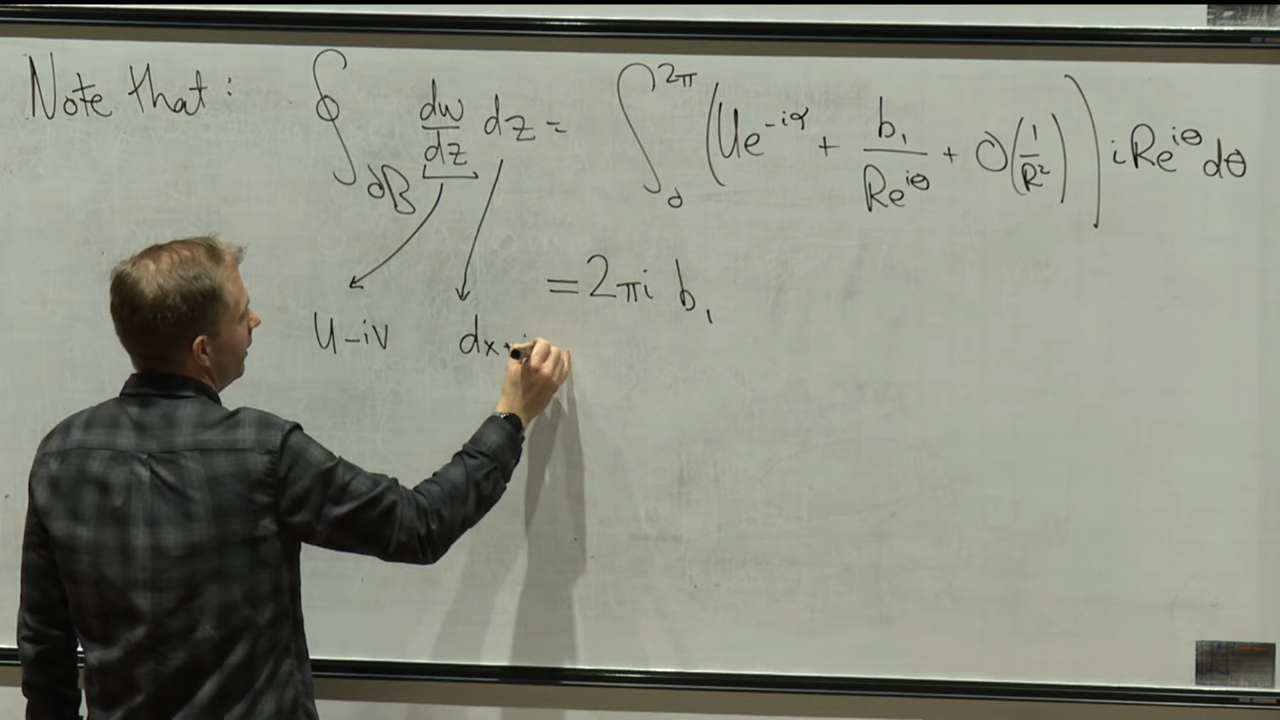 Note that: ∮_∂B dw/dz dz = ∫_0^2π (Ue^-iα + b₁/Re^iθ + O(1/R²)) iRe^iθ dθ
= 2πi b₁
u-iv dx+i